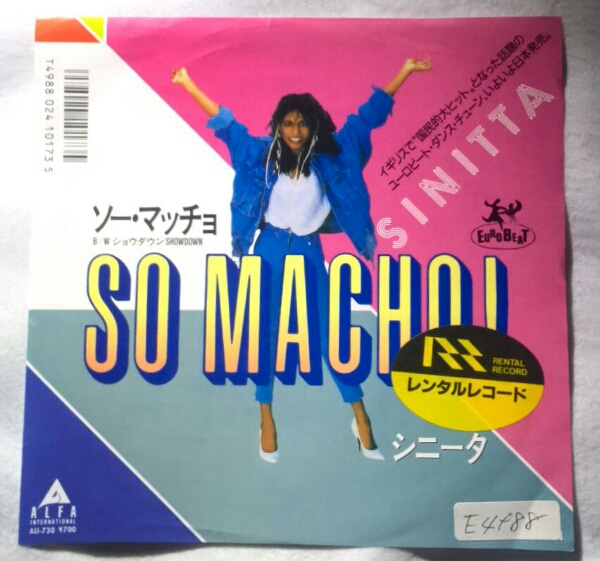 T4988 024 10173 5
イギリスで"国民的大ヒット"となった話題の
ユーロビート・ダンス・チューン、いよいよ日本発売。
SINITTA
EUROBEAT
ソー・マッチョ
B/W ショウダウン SHOWDOWN
SO MACHO!
RENTAL
RECORD
レンタルレコード
シニータ
ALFA
INTERNATIONAL
ALI-730 ¥700
E4988